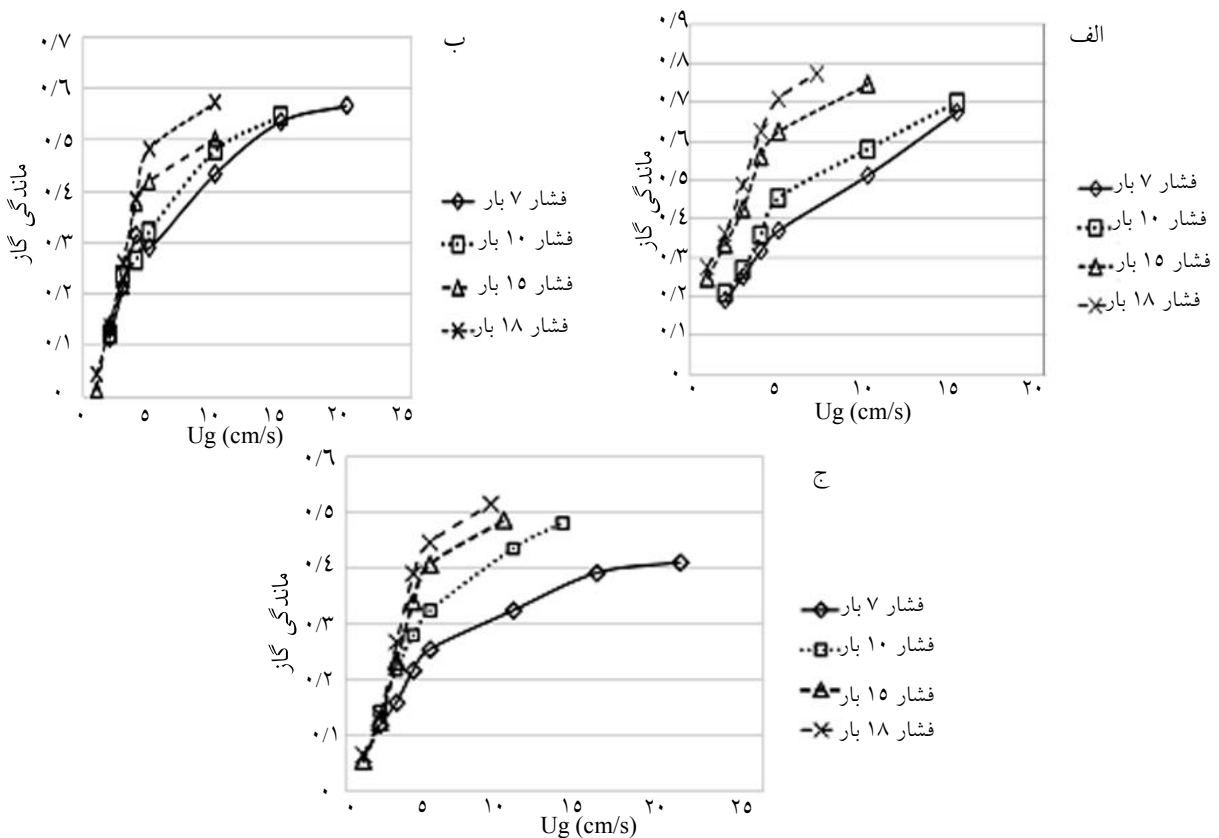 الف
۰/۹
۰/۸
۰/۷
۰/۶
۰/۵
۰/۴
۰/۳
۰/۲
۰/۱
۰
ماندگی گاز
۰ ۵ ۱۰ ۱۵ ۲۰
Ug (cm/s)
فشار ۷ بار
فشار ۱۰ بار
فشار ۱۵ بار
فشار ۱۸ بار
ب
۰/۷
۰/۶
۰/۵
۰/۴
۰/۳
۰/۲
۰/۱
۰
ماندگی گاز
۰ ۵ ۱۰ ۱۵ ۲۰ ۲۵
Ug (cm/s)
فشار ۷ بار
فشار ۱۰ بار
فشار ۱۵ بار
فشار ۱۸ بار
ج
۰/۶
۰/۵
۰/۴
۰/۳
۰/۲
۰/۱
۰
ماندگی گاز
۰ ۵ ۱۰ ۱۵ ۲۰ ۲۵
Ug (cm/s)
فشار ۷ بار
فشار ۱۰ بار
فشار ۱۵ بار
فشار ۱۸ بار